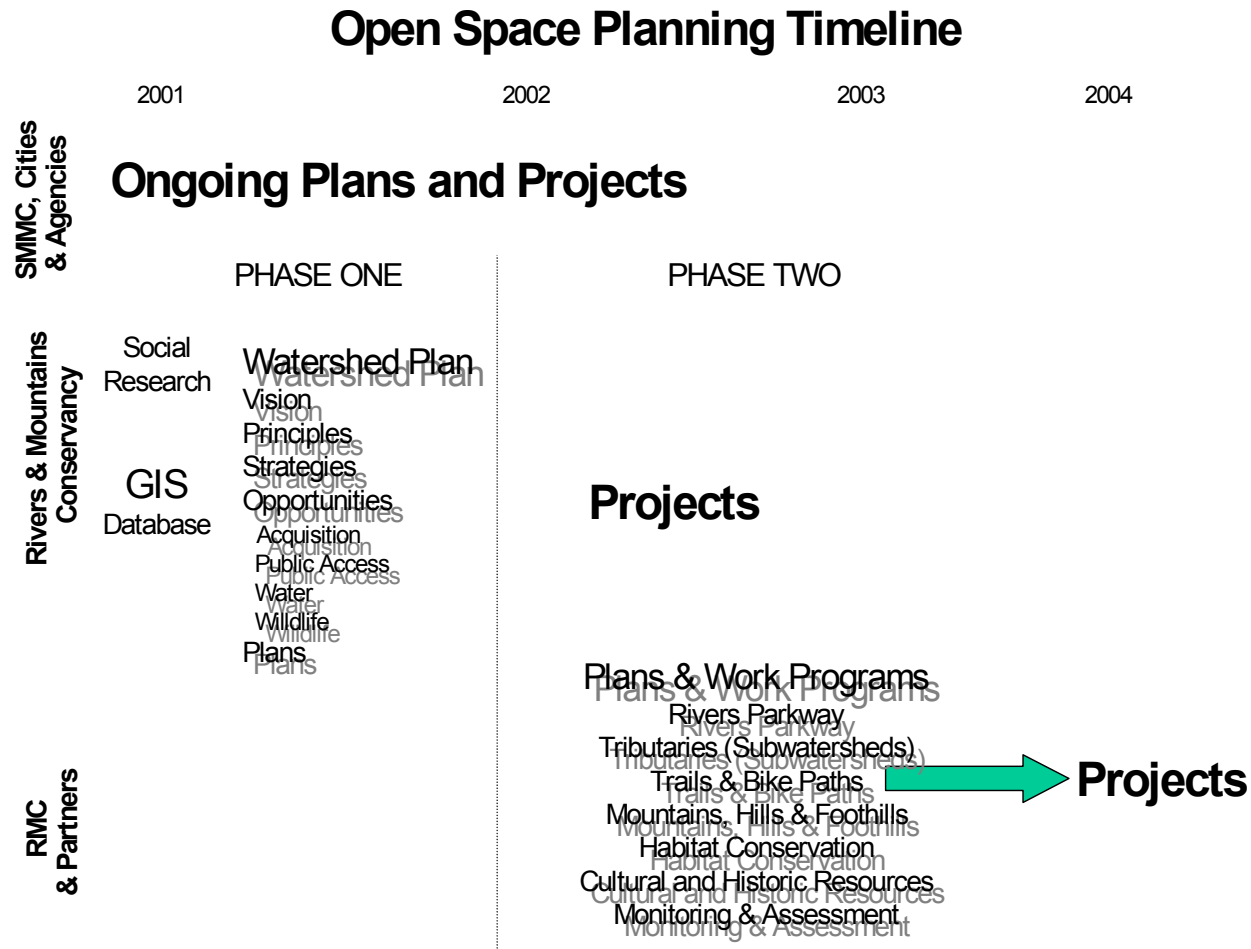 Open Space Planning Timeline
2001 2002 2003 2004
SMMC, Cities
& Agencies
Ongoing Plans and Projects
PHASE ONE PHASE TWO
Rivers & Mountains
Conservancy
Social
Research
GIS
Database
Watershed Plan
Vision
Principles
Strategies
Opportunities
Acquisition
Public Access
Water
Willdlife
Plans
Projects
RMC
& Partners
Plans & Work Programs
Rivers Parkway
Tributaries (Subwatersheds)
Trails & Bike Paths
Mountains, Hills & Foothills
Habitat Conservation
Cultural and Historic Resources
Monitoring & Assessment
Projects